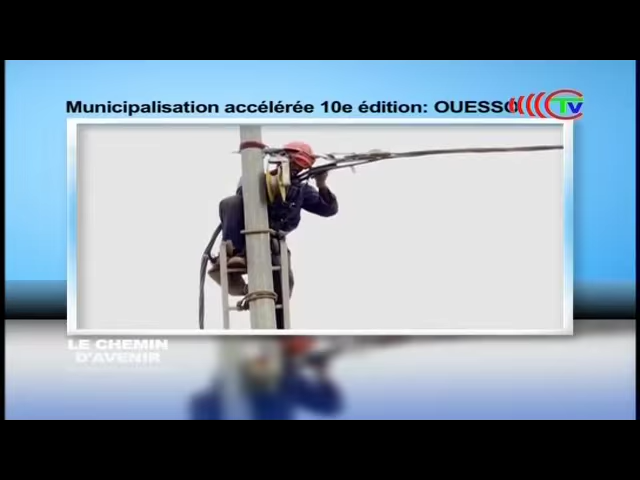 Municipalisation accélérée 10e édition: OUESSO
TV
LE CHEMIN
D'AVENIR